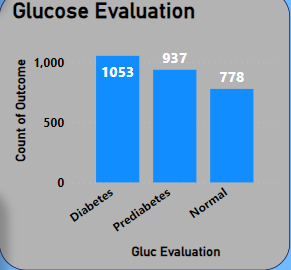 Glucose Evaluation
Count of Outcome
1,000
500
0
1053
937
778
Diabetes
Prediabetes
Normal
Gluc Evaluation